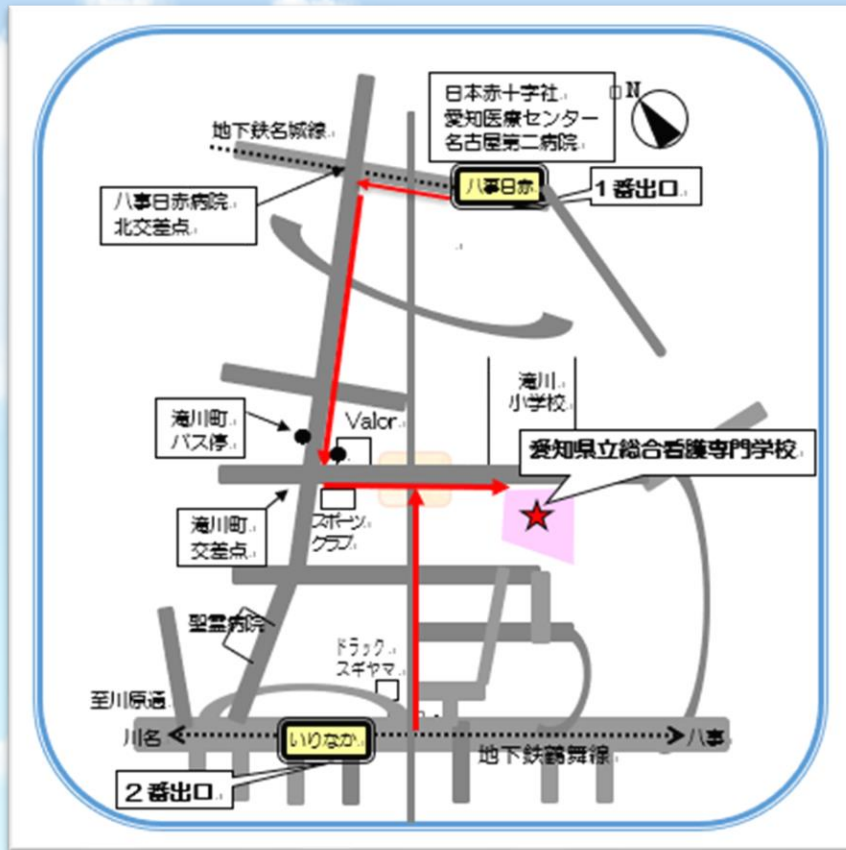 日本赤十字社
愛知医療センター
名古屋第二病院
N
地下鉄名城線
八事日赤
1番出口
八事日赤病院
北交差点
滝川
小学校
滝川町
バス停
Valor
愛知県立総合看護専門学校
滝川町
交差点
スポーツ
クラブ
聖霊病院
ドラック
スギヤマ
至川原通
川名
いりなか
地下鉄鶴舞線
八事
2番出口